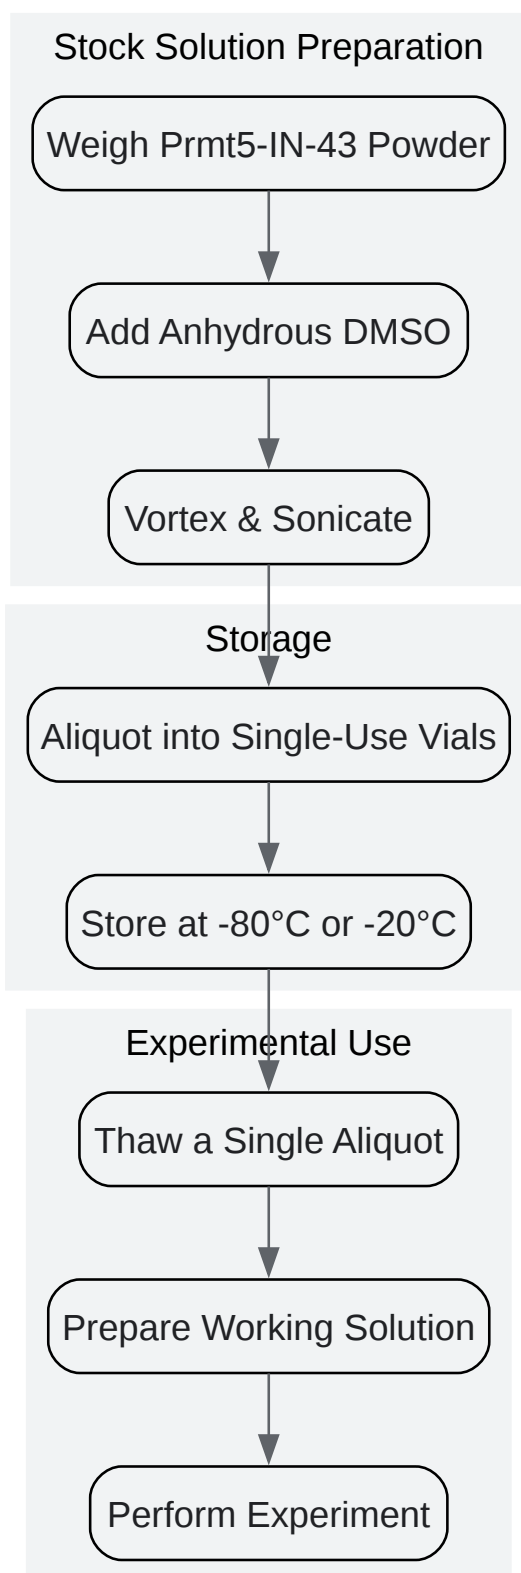 Stock Solution Preparation
Weigh Prmt5-IN-43 Powder
Add Anhydrous DMSO
Vortex & Sonicate
Storage
Aliquot into Single-Use Vials
Store at -80°C or -20°C
Experimental Use
Thaw a Single Aliquot
Prepare Working Solution
Perform Experiment